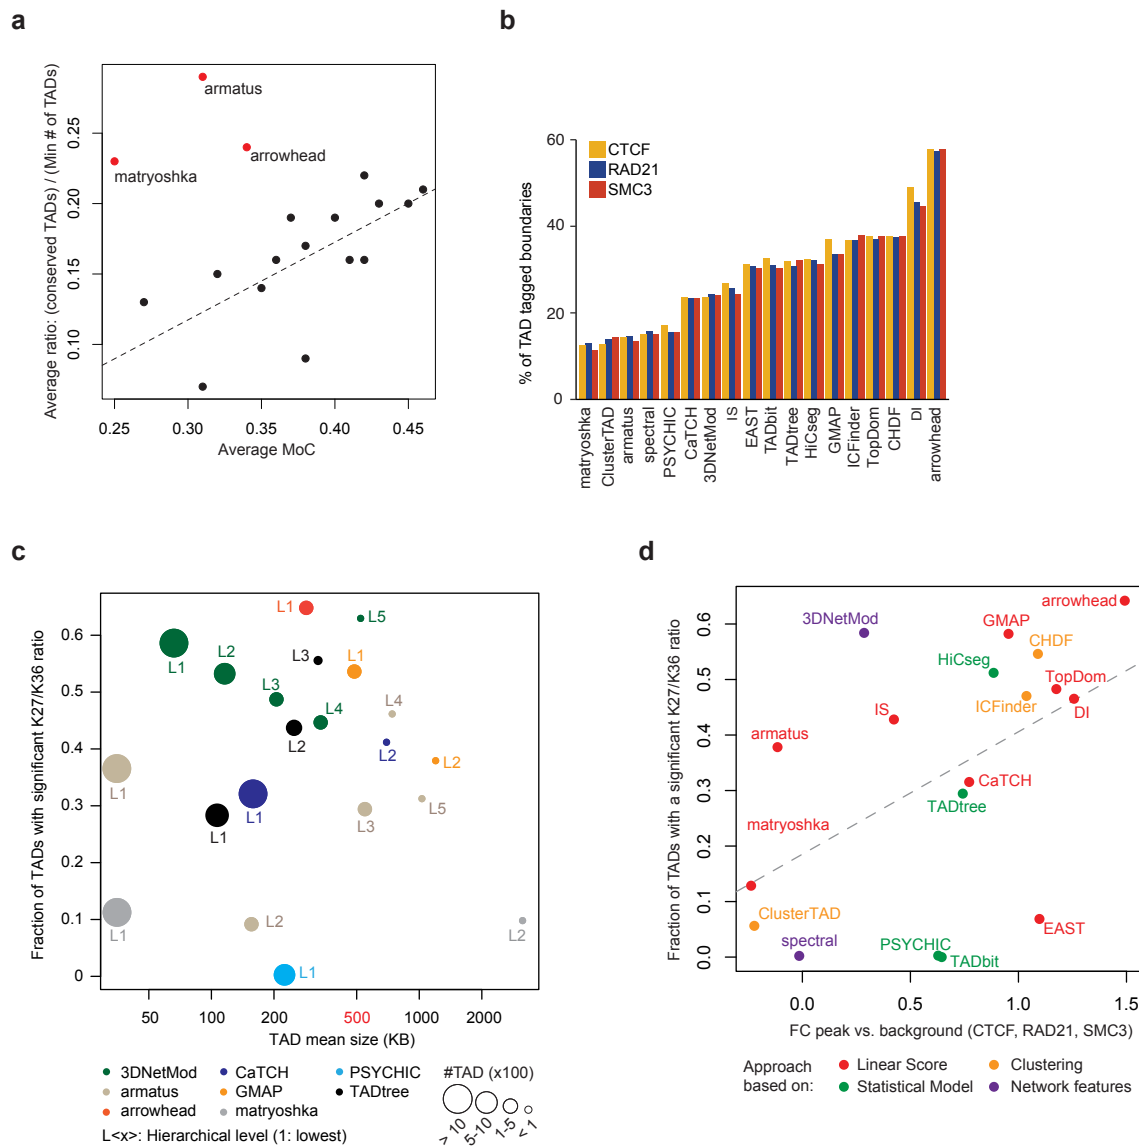 a
Average ratio: (conserved TADs) / (Min # of TADs)
0.25
0.20
0.15
0.10
armatus
arrowhead
matryoshka
0.25
0.30
0.35
0.40
0.45
Average MoC
b
% of TAD tagged boundaries
60
40
20
0
CTCF
RAD21
SMC3
matryoshka
ClusterTAD
armatus
spectral
PSYCHIC
CaTCH
3DNetMod
IS
EAST
TADbit
TADtree
HiCseg
GMAP
ICFinder
TopDom
CHDF
DI
arrowhead
c
Fraction of TADs with significant K27/K36 ratio
0.6
0.5
0.4
0.3
0.2
0.1
0
L1
L5
L1
L2
L3
L1
L3
L4
L4
L2
L2
L2
L1
L1
L1
L3
L5
L1
L2
L2
L1
50
100
200
500
1000
2000
TAD mean size (KB)
3DNetMod
CaTCH
PSYCHIC
armatus
GMAP
TADtree
arrowhead
matryoshka
L<x>: Hierarchical level (1: lowest)
#TAD (x100)
> 10
5-10
1-5
< 1
d
Fraction of TADs with a significant K27/K36 ratio
0.6
0.5
0.4
0.3
0.2
0.1
0.0
arrowhead
3DNetMod
GMAP
CHDF
HiCseg
TopDom
ICFinder
DI
IS
armatus
CaTCH
TADtree
matryoshka
ClusterTAD
EAST
spectral
PSYCHIC
TADbit
0.0
0.5
1.0
1.5
FC peak vs. background (CTCF, RAD21, SMC3)
Approach
based on:
Linear Score
Clustering
Statistical Model
Network features